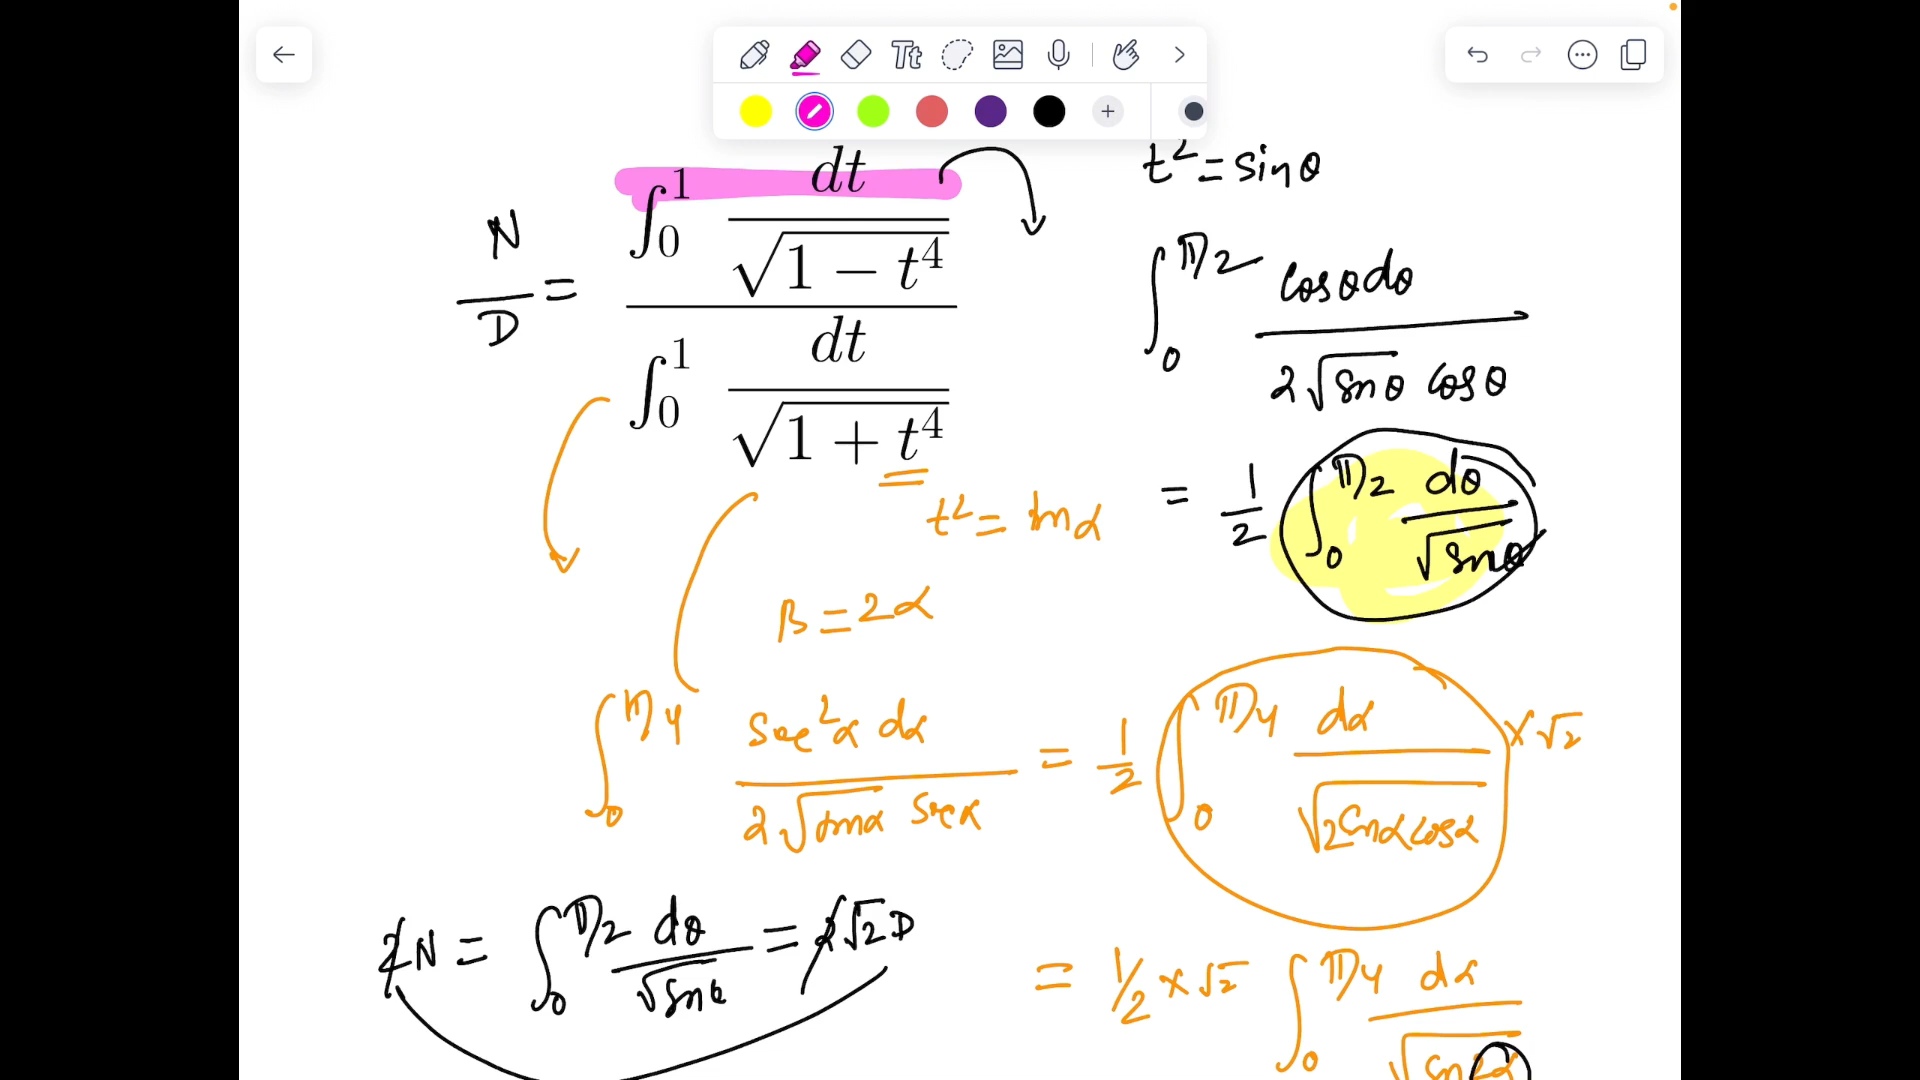 Tt
N/D = (∫₀¹ dt/√(1 − t⁴)) / (∫₀¹ dt/√(1 + t⁴))
t² = sinθ
∫₀^(π/2) cosθdθ / 2√sinθ cosθ
= 1/2 ∫₀^(π/2) dθ/√sinθ
t² = tanα
β = 2α
∫₀^(π/4) sec²α dα / 2√tanα secα = 1/2 ∫₀^(π/4) dα/√2sinαcosα × √2
2N = ∫₀^(π/2) dθ/√sinθ = 2√2D
= 1/2 × √2 ∫₀^(π/4) dα/√sin2α